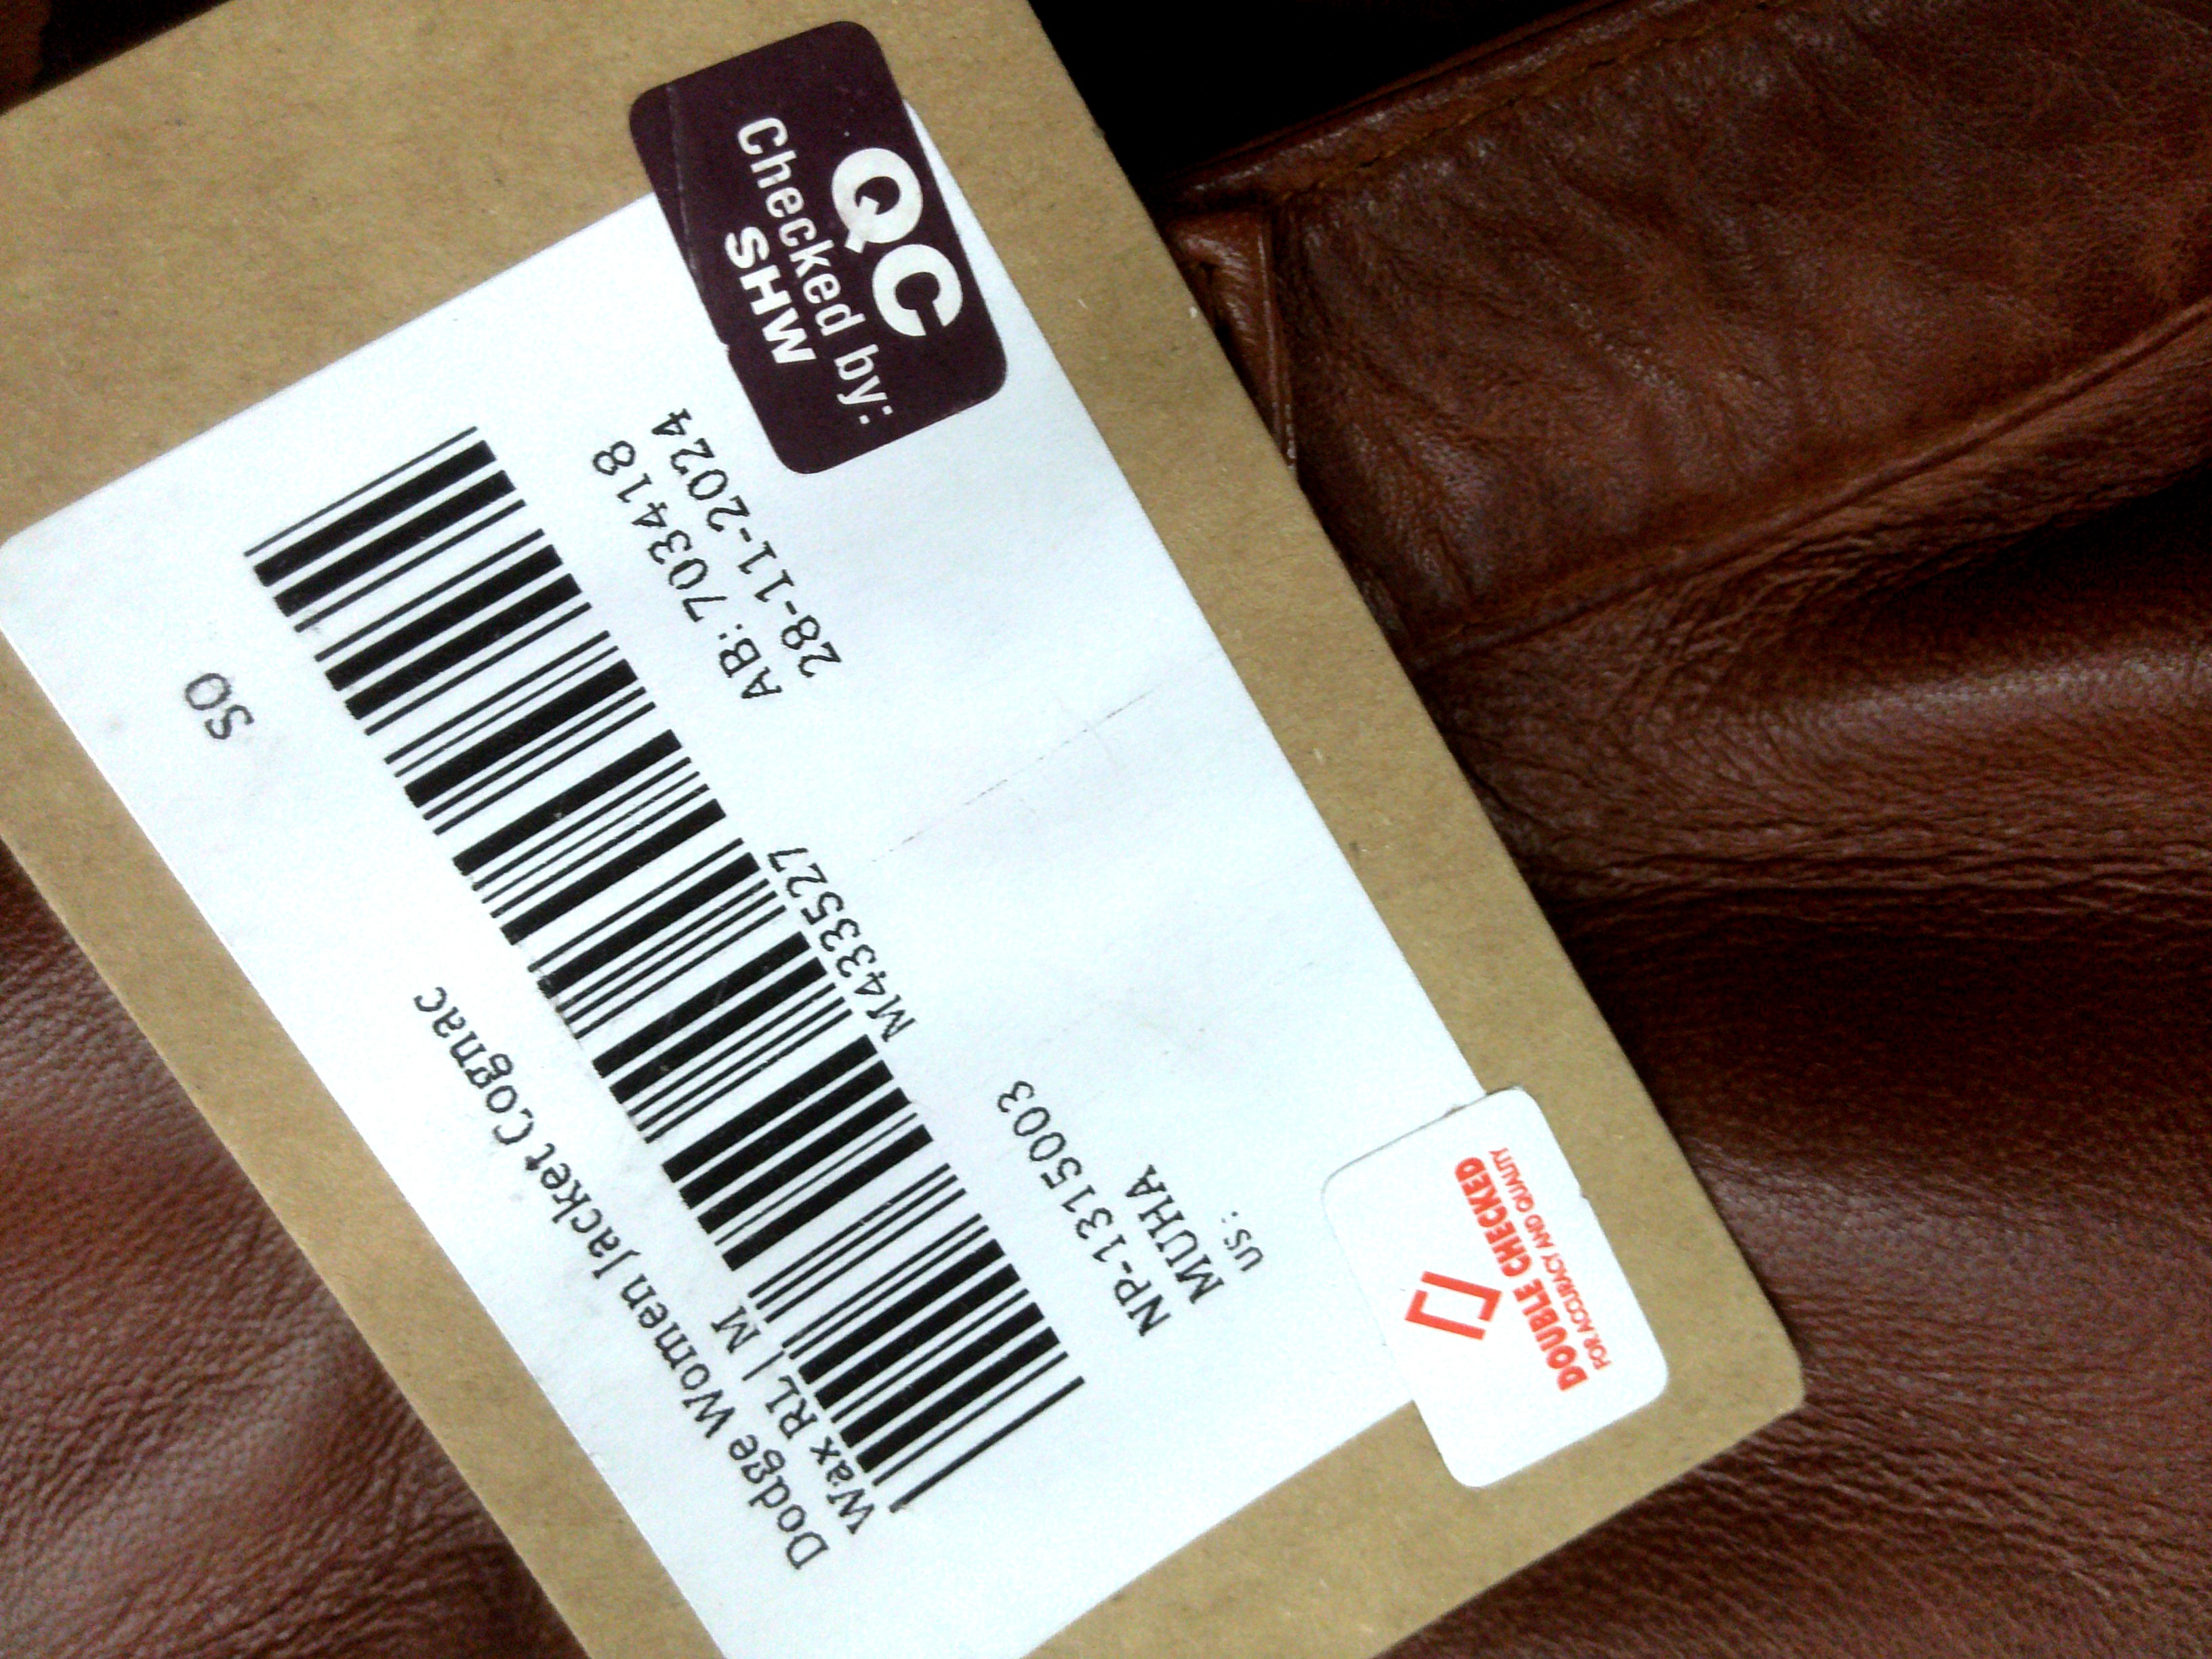 Dodge Women Jacket Cognac
Wax RL | M
SO
M433527
AB: 703418
28-11-2024
NP-1315003
MUHA
US:
QC
Checked by:
SHW
DOUBLE CHECKED
FOR ACCURACY AND QUALITY